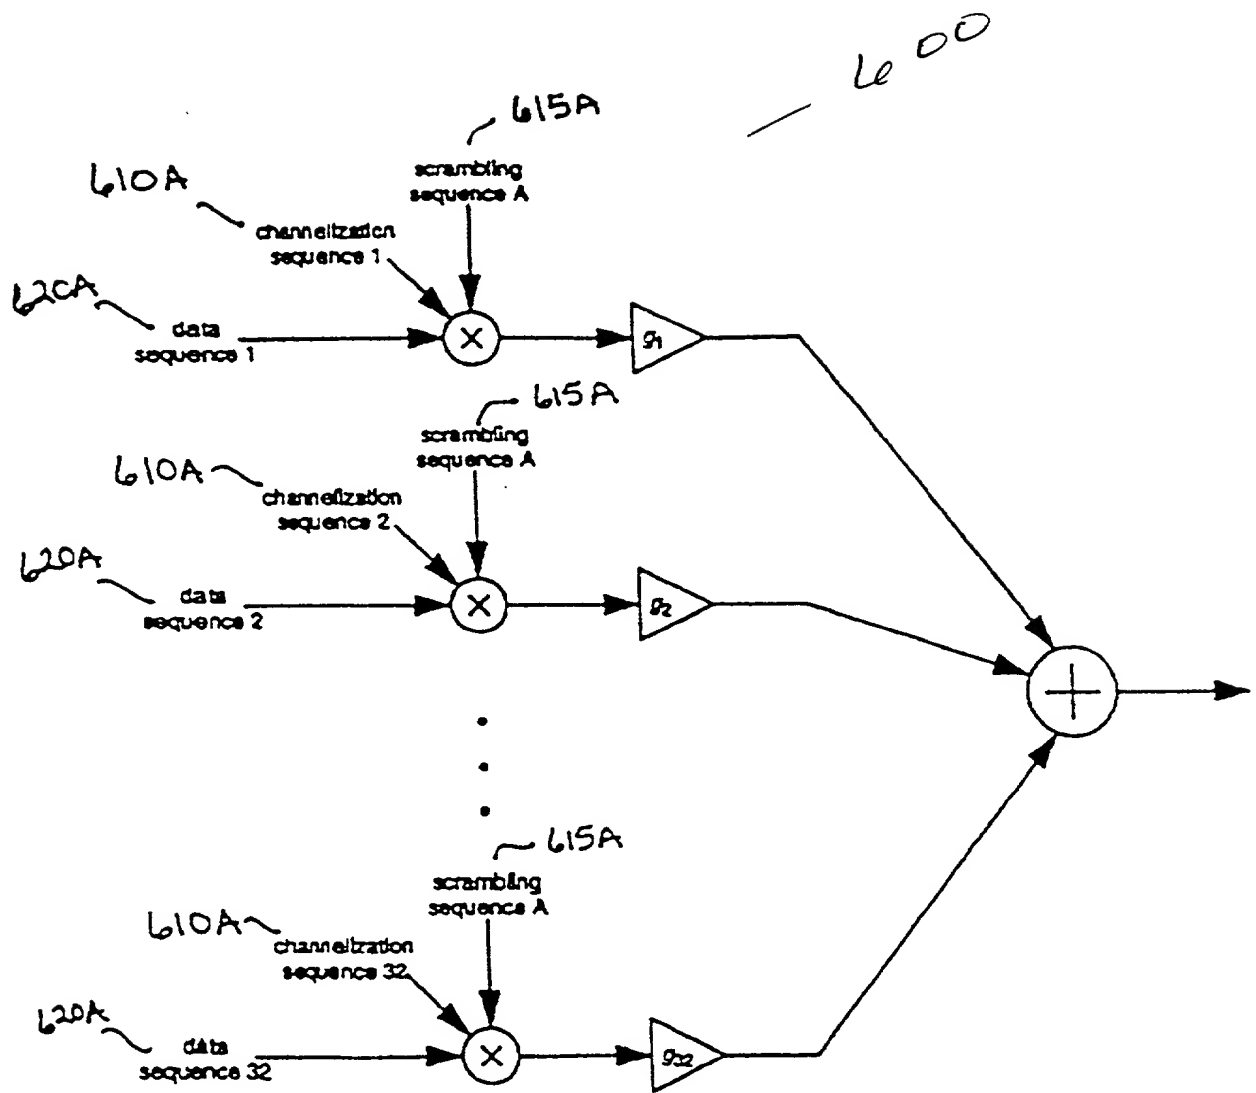 600
615A
610A
scrambling
sequence A
channelization
sequence 1
620A
data
sequence 1
g1
615A
scrambling
sequence A
610A
channelization
sequence 2
620A
data
sequence 2
g2
615A
scrambling
sequence A
610A
channelization
sequence 32
620A
data
sequence 32
g32